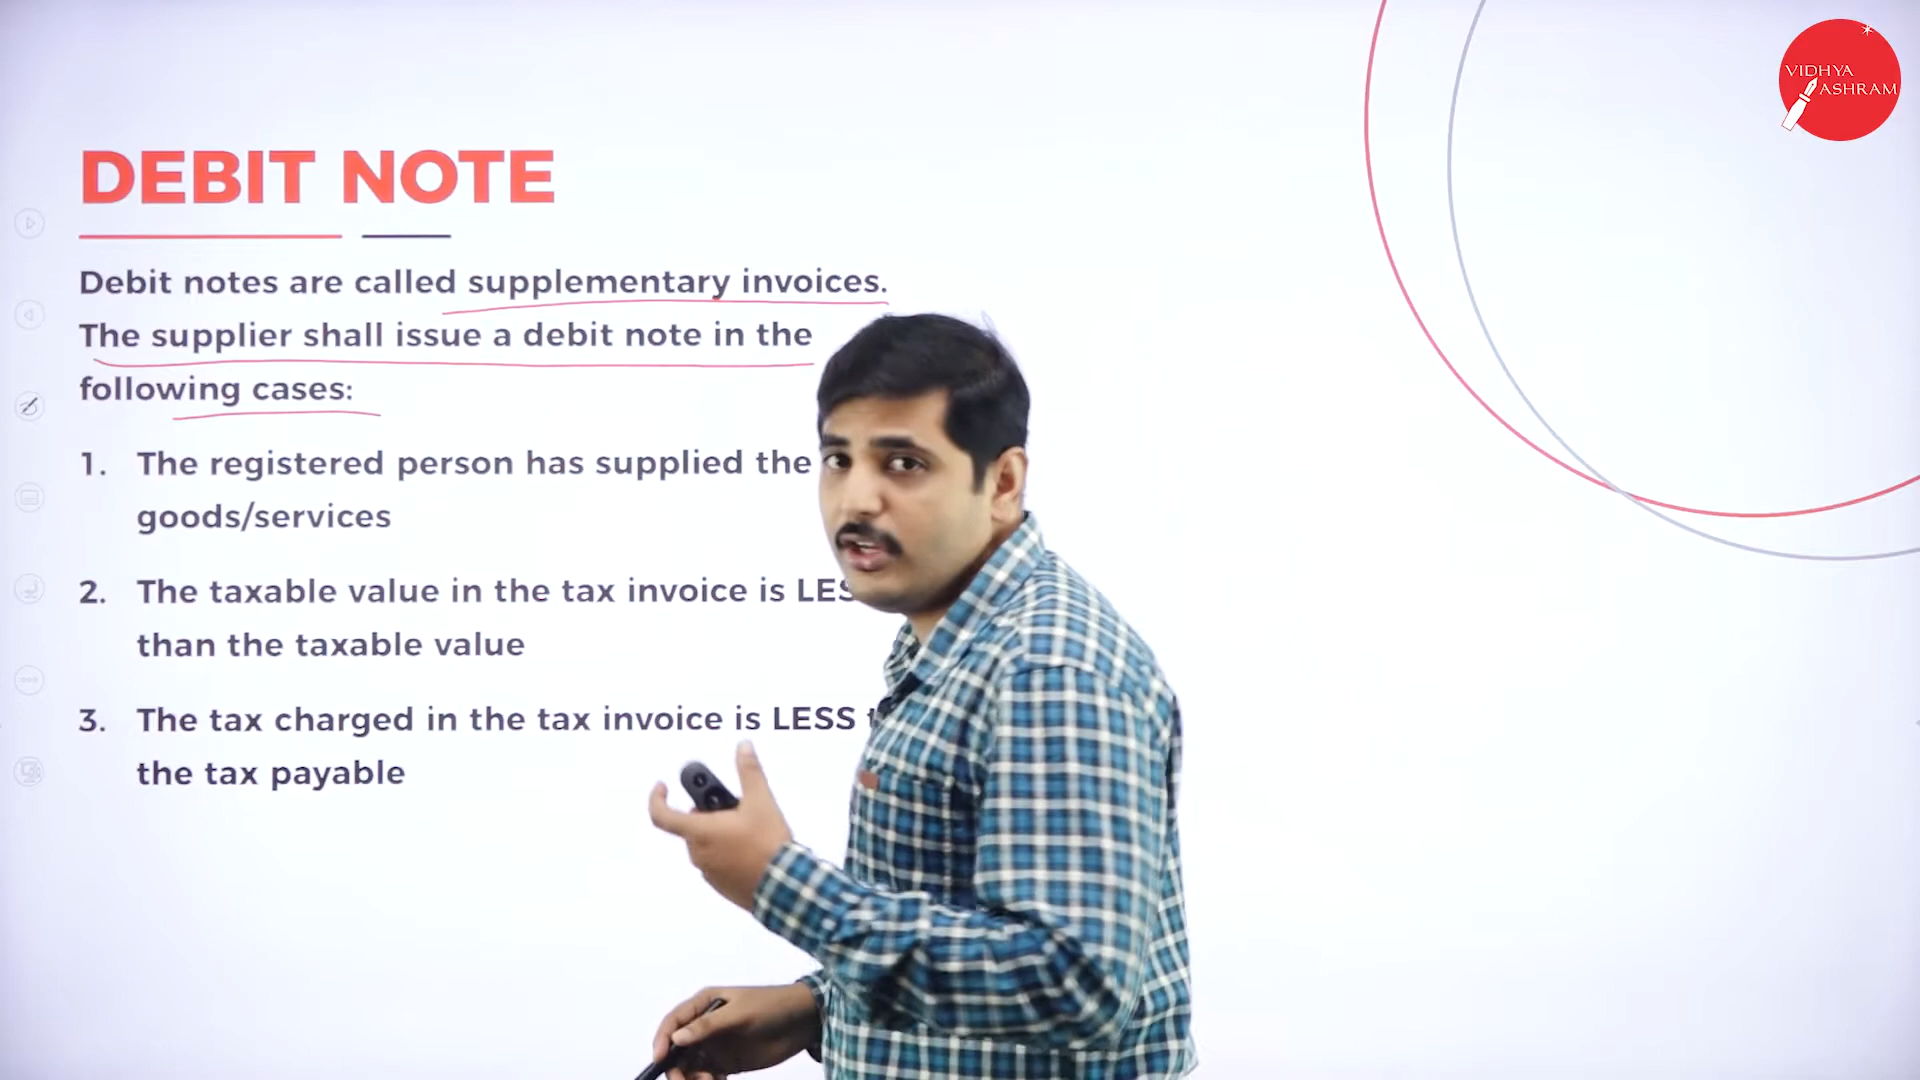 VIDHYA
ASHRAM
DEBIT NOTE
Debit notes are called supplementary invoices.
The supplier shall issue a debit note in the
following cases:
1. The registered person has supplied the
goods/services
2. The taxable value in the tax invoice is
than the taxable value
3. The tax charged in the tax invoice is LESS
the tax payable